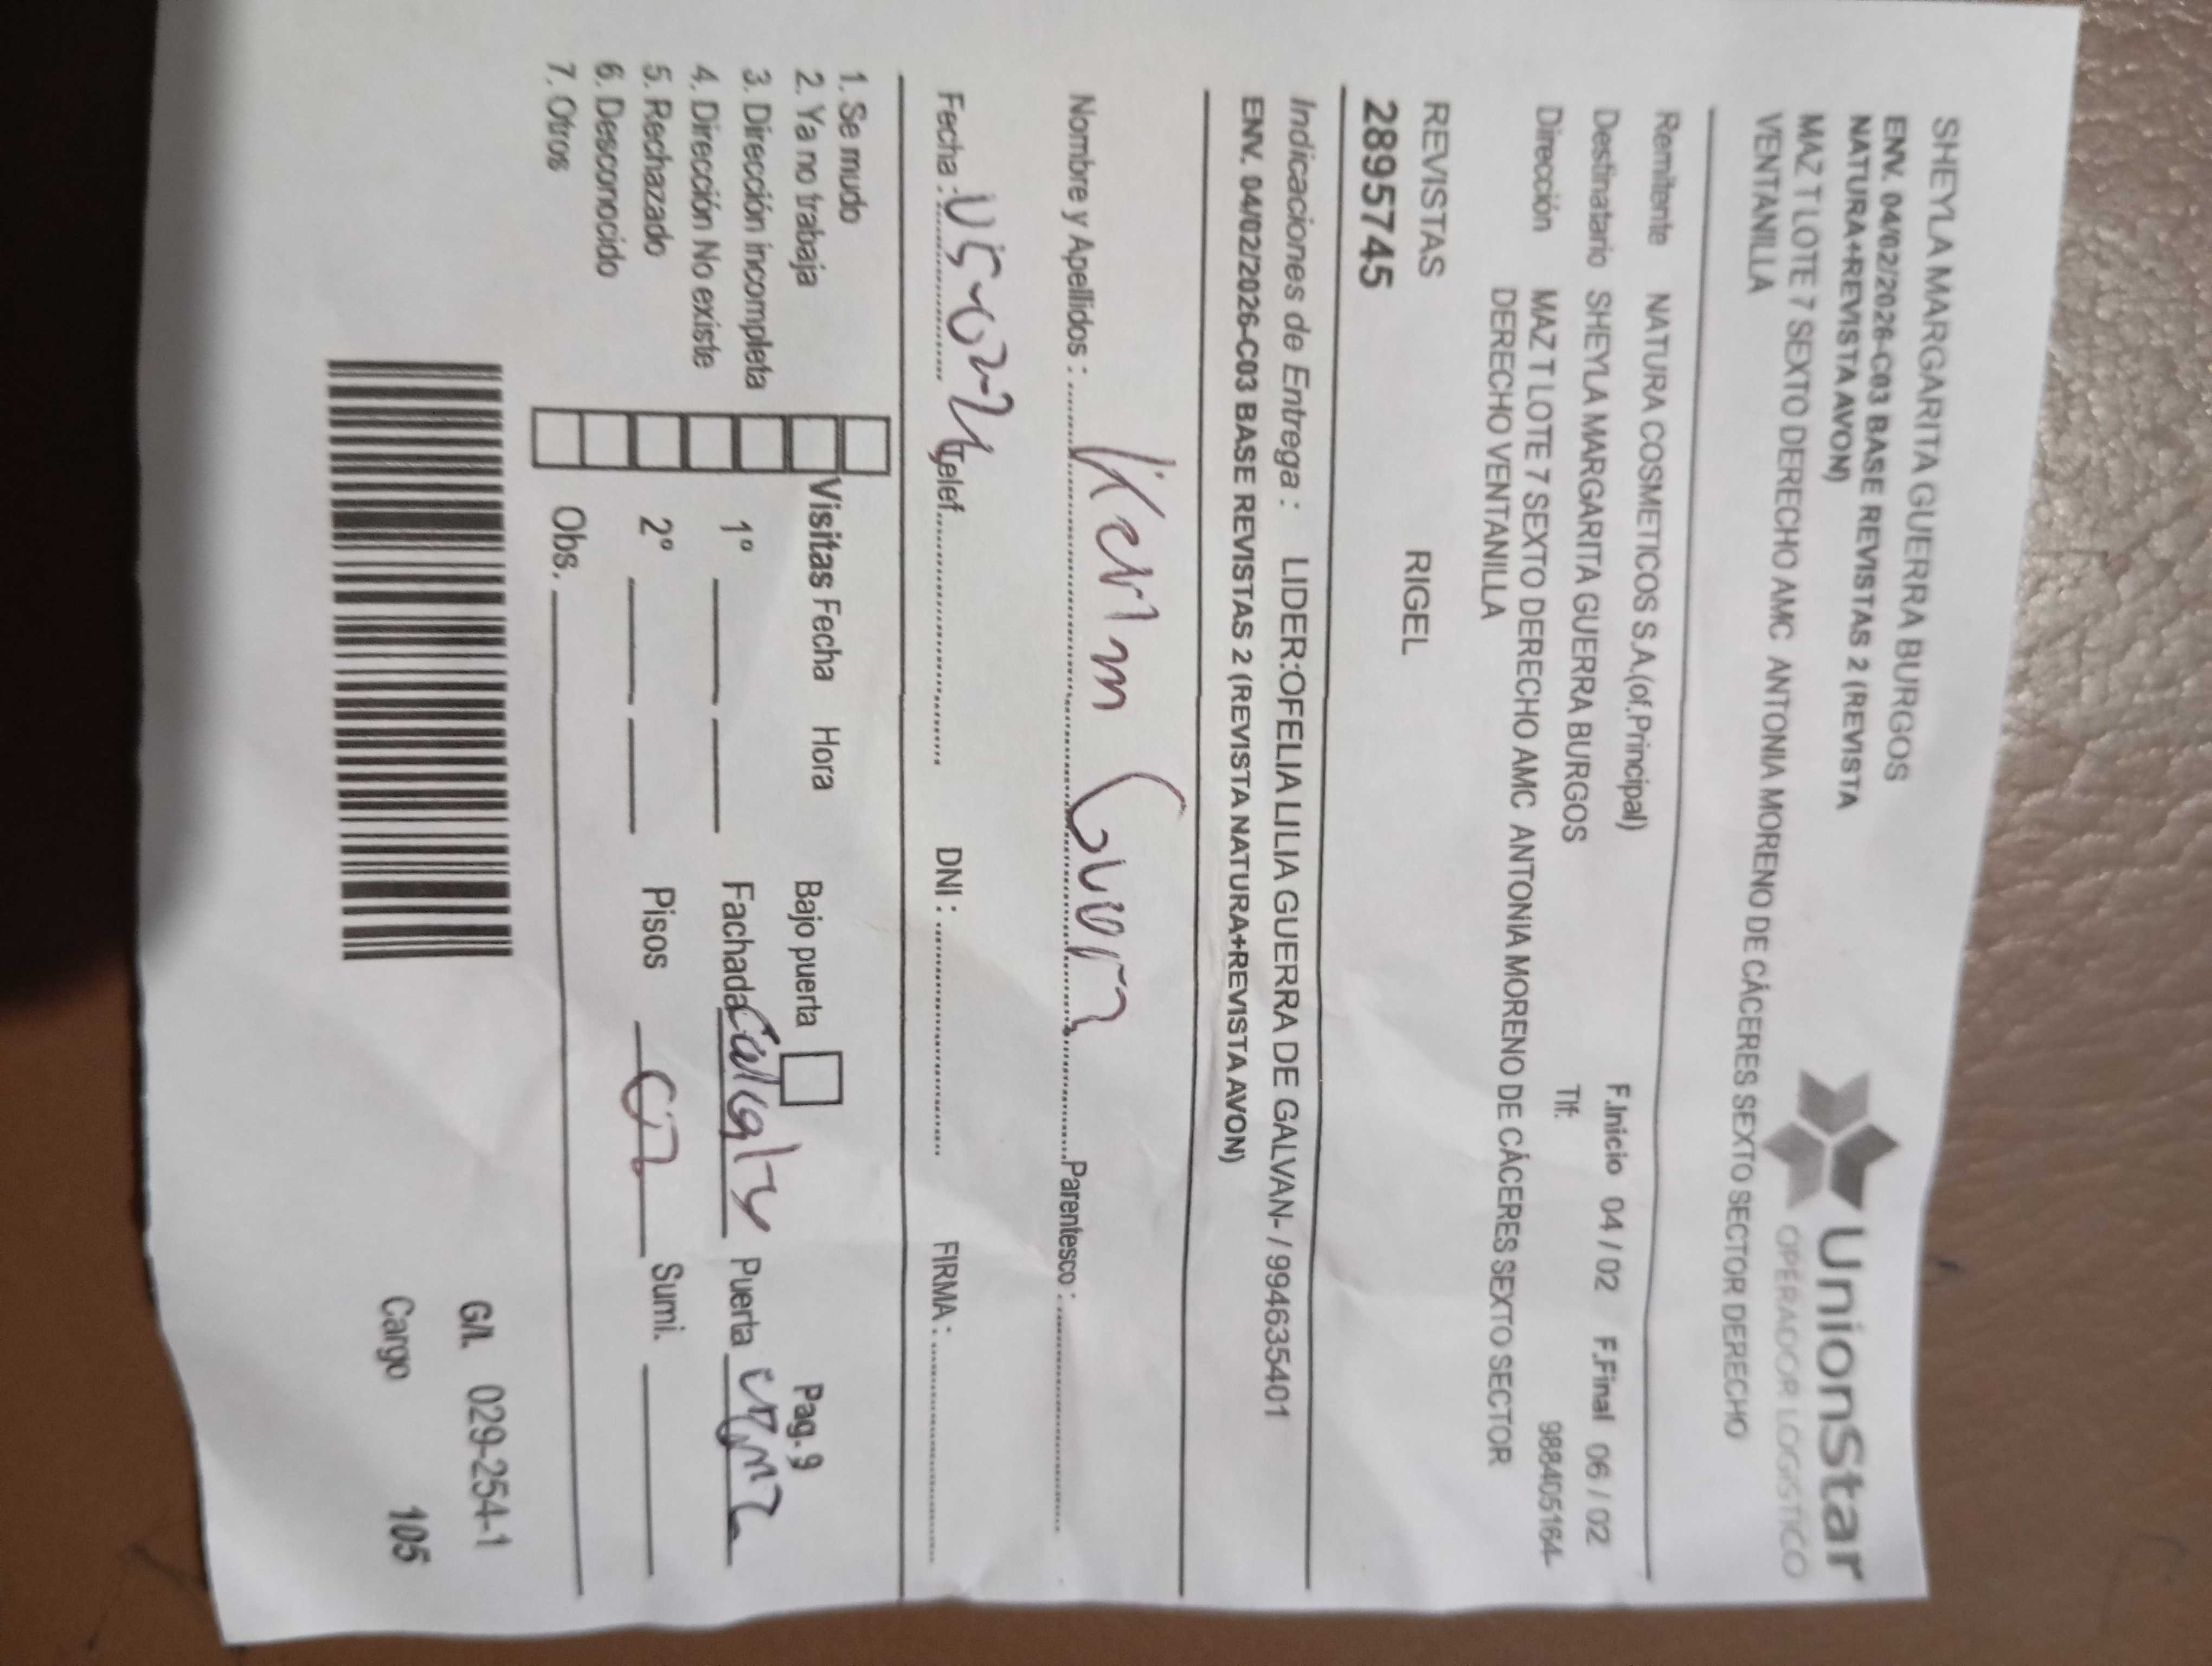 SHEYLA MARGARITA GUERRA BURGOS
ENV. 04/02/2026-C03 BASE REVISTAS 2 (REVISTA
NATURA+REVISTA AVON)
MAZ T LOTE 7 SEXTO DERECHO AMC ANTONIA MORENO DE CÁCERES SEXTO SECTOR DERECHO
VENTANILLA
UnionStar
OPERADOR LOGISTICO
Remitente NATURA COSMETICOS S.A.(of.Principal)
F.Inicio 04 / 02 F.Final 06 / 02
Destinatario SHEYLA MARGARITA GUERRA BURGOS
Tlf. 988405164-
Dirección MAZ T LOTE 7 SEXTO DERECHO AMC ANTONIA MORENO DE CÁCERES SEXTO SECTOR
DERECHO VENTANILLA
REVISTAS RIGEL
2895745
Indicaciones de Entrega : LIDER:OFELIA LILIA GUERRA DE GALVAN- / 994635401
ENV. 04/02/2026-C03 BASE REVISTAS 2 (REVISTA NATURA+REVISTA AVON)
Nombre y Apellidos : Parentesco :
Fecha : Telef. DNI : FIRMA :
1. Se mudo
2. Ya no trabaja
3. Dirección incompleta
4. Dirección No existe
5. Rechazado
6. Desconocido
7. Otros
Visitas Fecha Hora Bajo puerta Pag. 9
1º Fachada Puerta
2º Pisos Sumi.
Obs.
G/L 029-254-1
Cargo 105